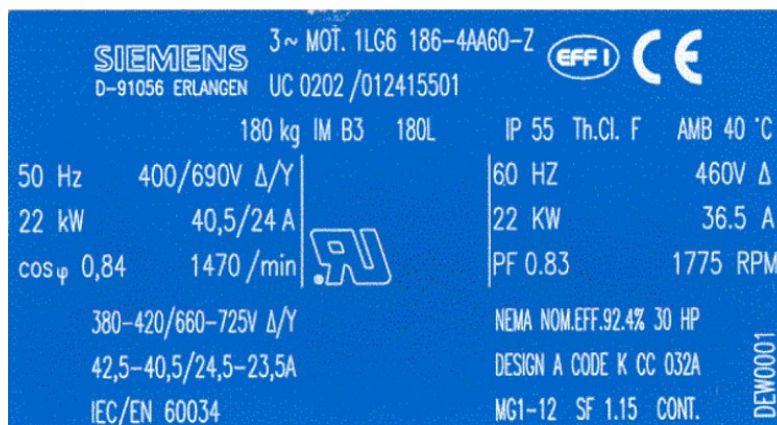 SIEMENS
D-91056 ERLANGEN
3~ MOT. 1LG6 186-4AA60-Z
UC 0202/012415501
EFF I CE
180 kg IM B3 180L IP 55 Th.Cl. F AMB 40 °C
50 Hz 400/690V Δ/Y
22 kW 40,5/24 A
cosφ 0,84 1470/min
RU ®
60 HZ 460V Δ
22 KW 36.5 A
PF 0.83 1775 RPM
380-420/660-725V Δ/Y
42,5-40,5/24,5-23,5A
IEC/EN 60034
NEMA NOM.EFF.92.4% 30 HP
DESIGN A CODE K CC 032A
MG1-12 SF 1.15 CONT.
DEW0001